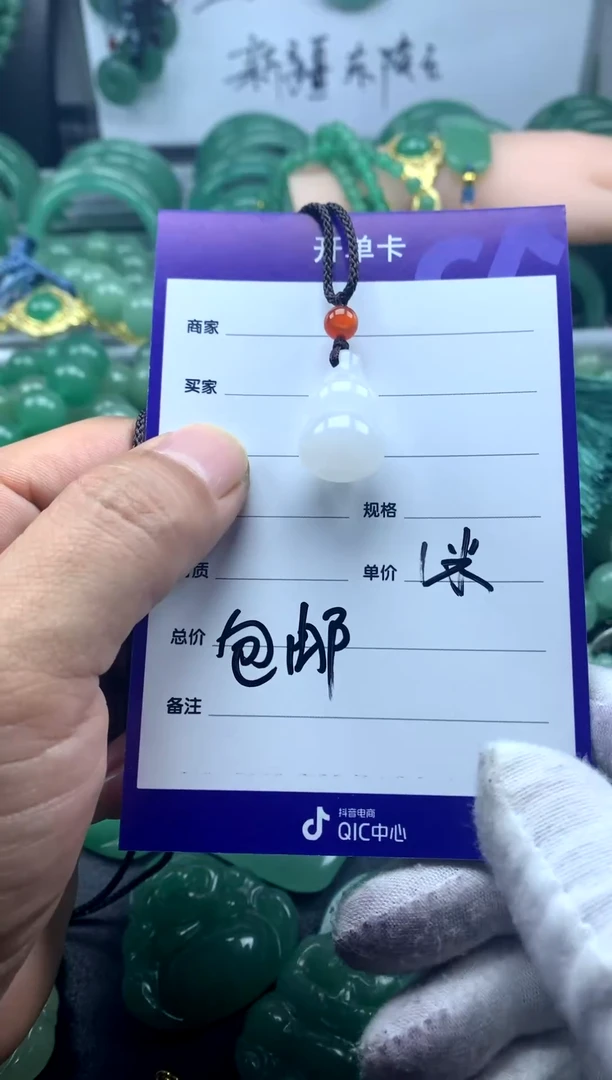 新疆东陵玉
开单卡
商家
买家
规格
质
单价 1米
总价 包邮
备注
抖音电商
QIC中心